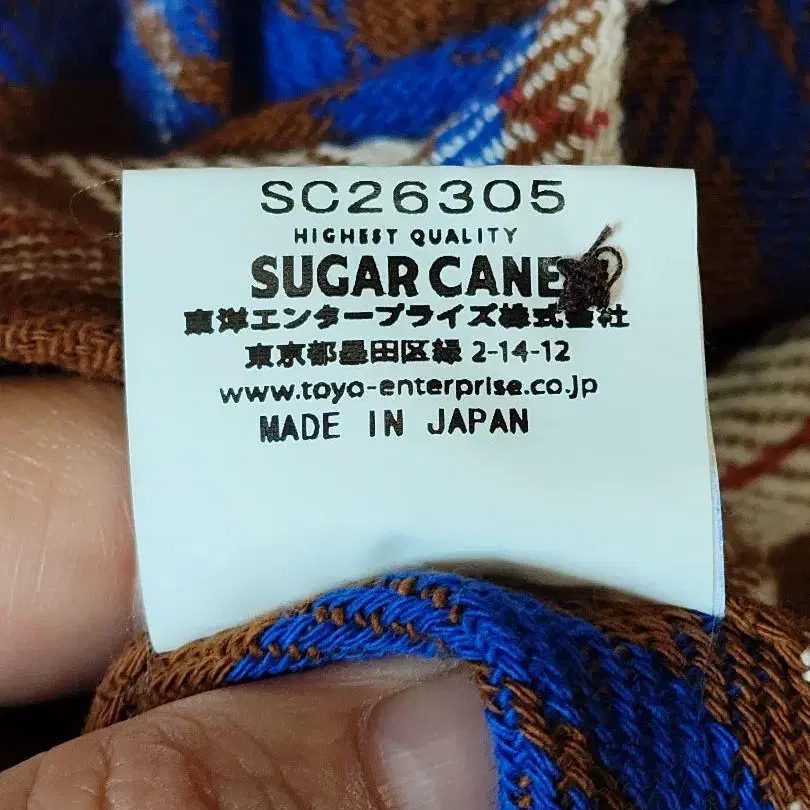 SC26305
HIGHEST QUALITY
SUGAR CANE
東洋エンタープライズ株式会社
東京都墨田区緑 2-14-12
www.toyo-enterprise.co.jp
MADE IN JAPAN